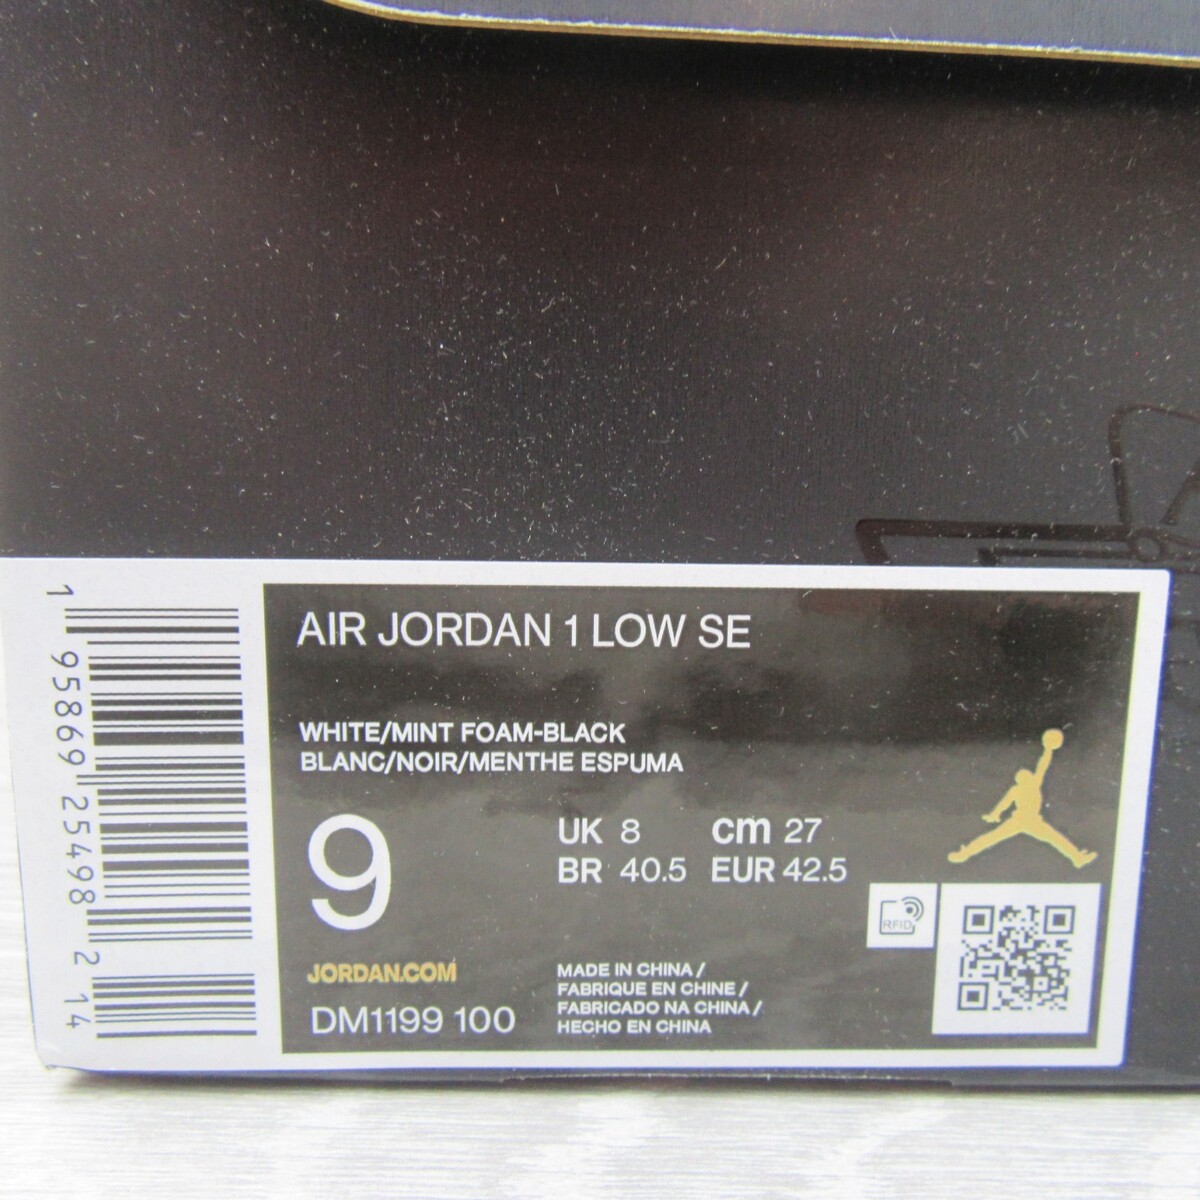 AIR JORDAN 1 LOW SE
WHITE/MINT FOAM-BLACK
BLANC/NOIR/MENTHE ESPUMA
9
UK 8 cm 27
BR 40.5 EUR 42.5
RFID
JORDAN.COM
DM1199 100
MADE IN CHINA /
FABRIQUE EN CHINE /
FABRICADO NA CHINA /
HECHO EN CHINA
1 95869 25498 2 14